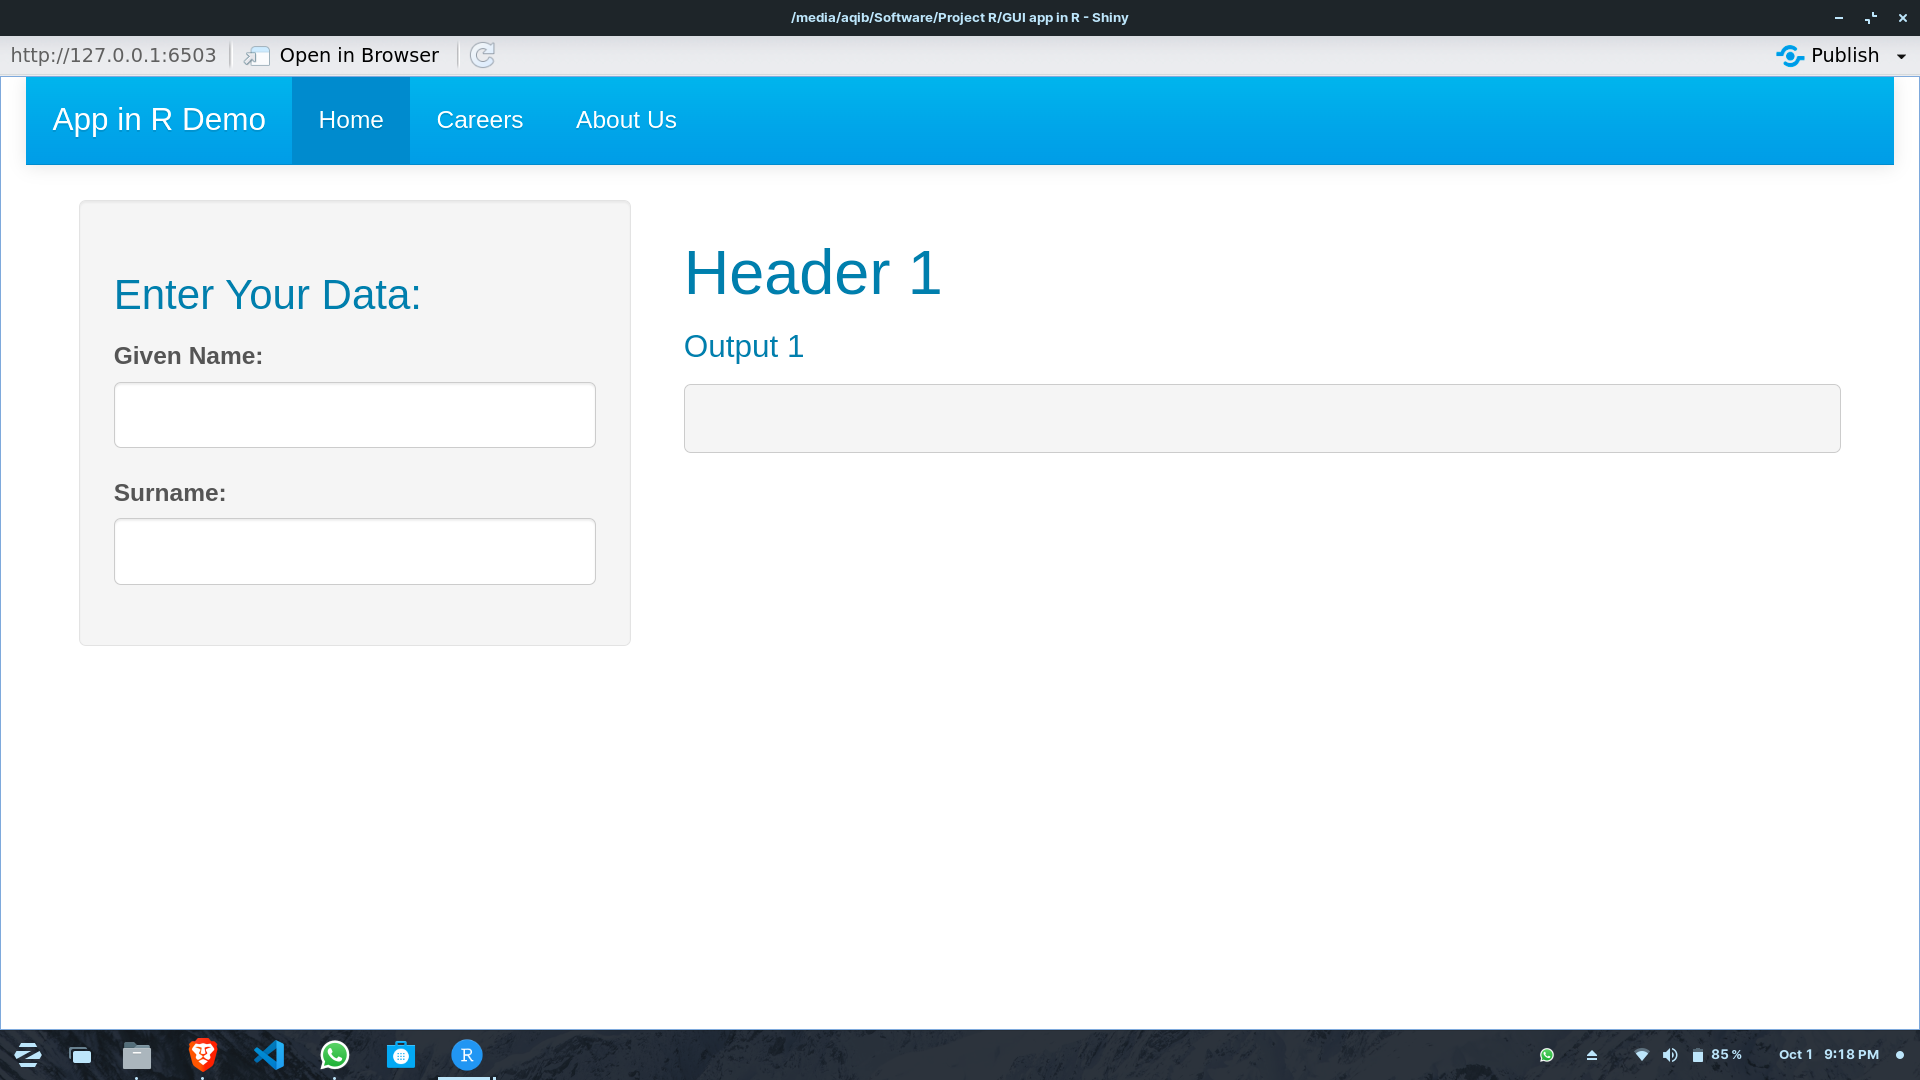 /media/aqib/Software/Project R/GUI app in R - Shiny
http://127.0.0.1:6503 Open in Browser Publish
App in R Demo Home Careers About Us
Enter Your Data:
Given Name:
Surname:
Header 1
Output 1
R
85 % Oct 1 9:18 PM